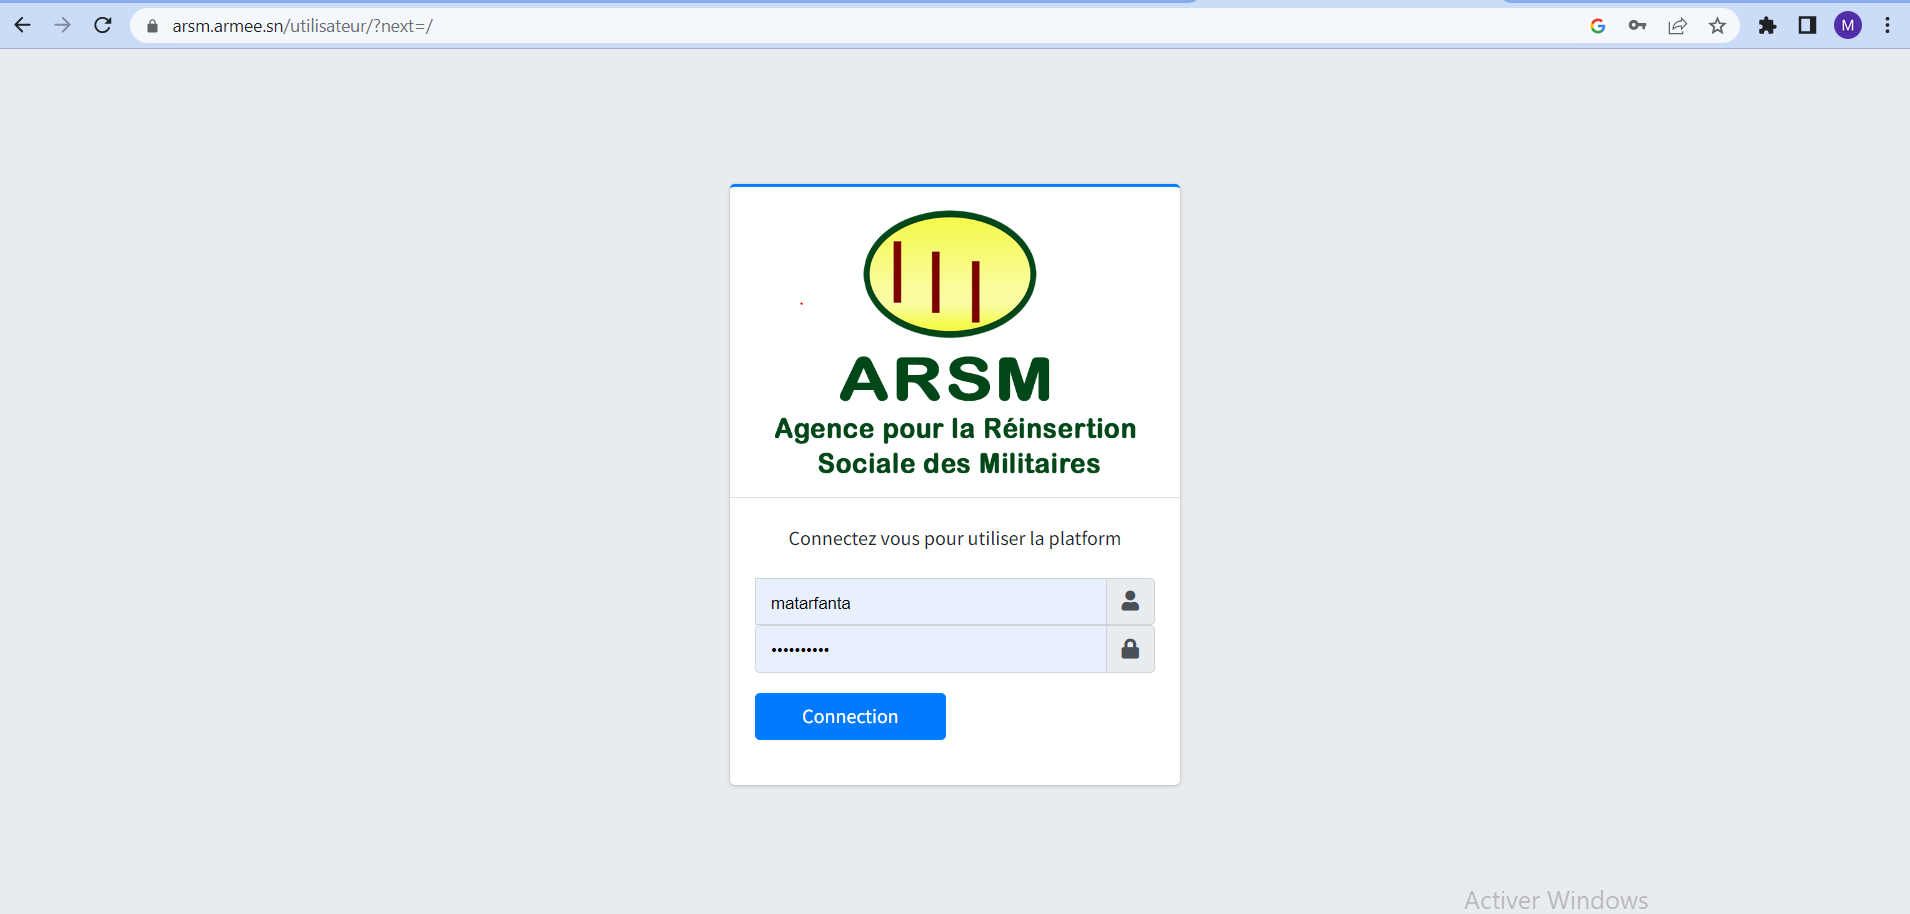 arsm.armee.sn/utilisateur/?next=/
M
ARSM
Agence pour la Réinsertion
Sociale des Militaires
Connectez vous pour utiliser la platform
matarfanta
••••••••••
Connection
Activer Windows